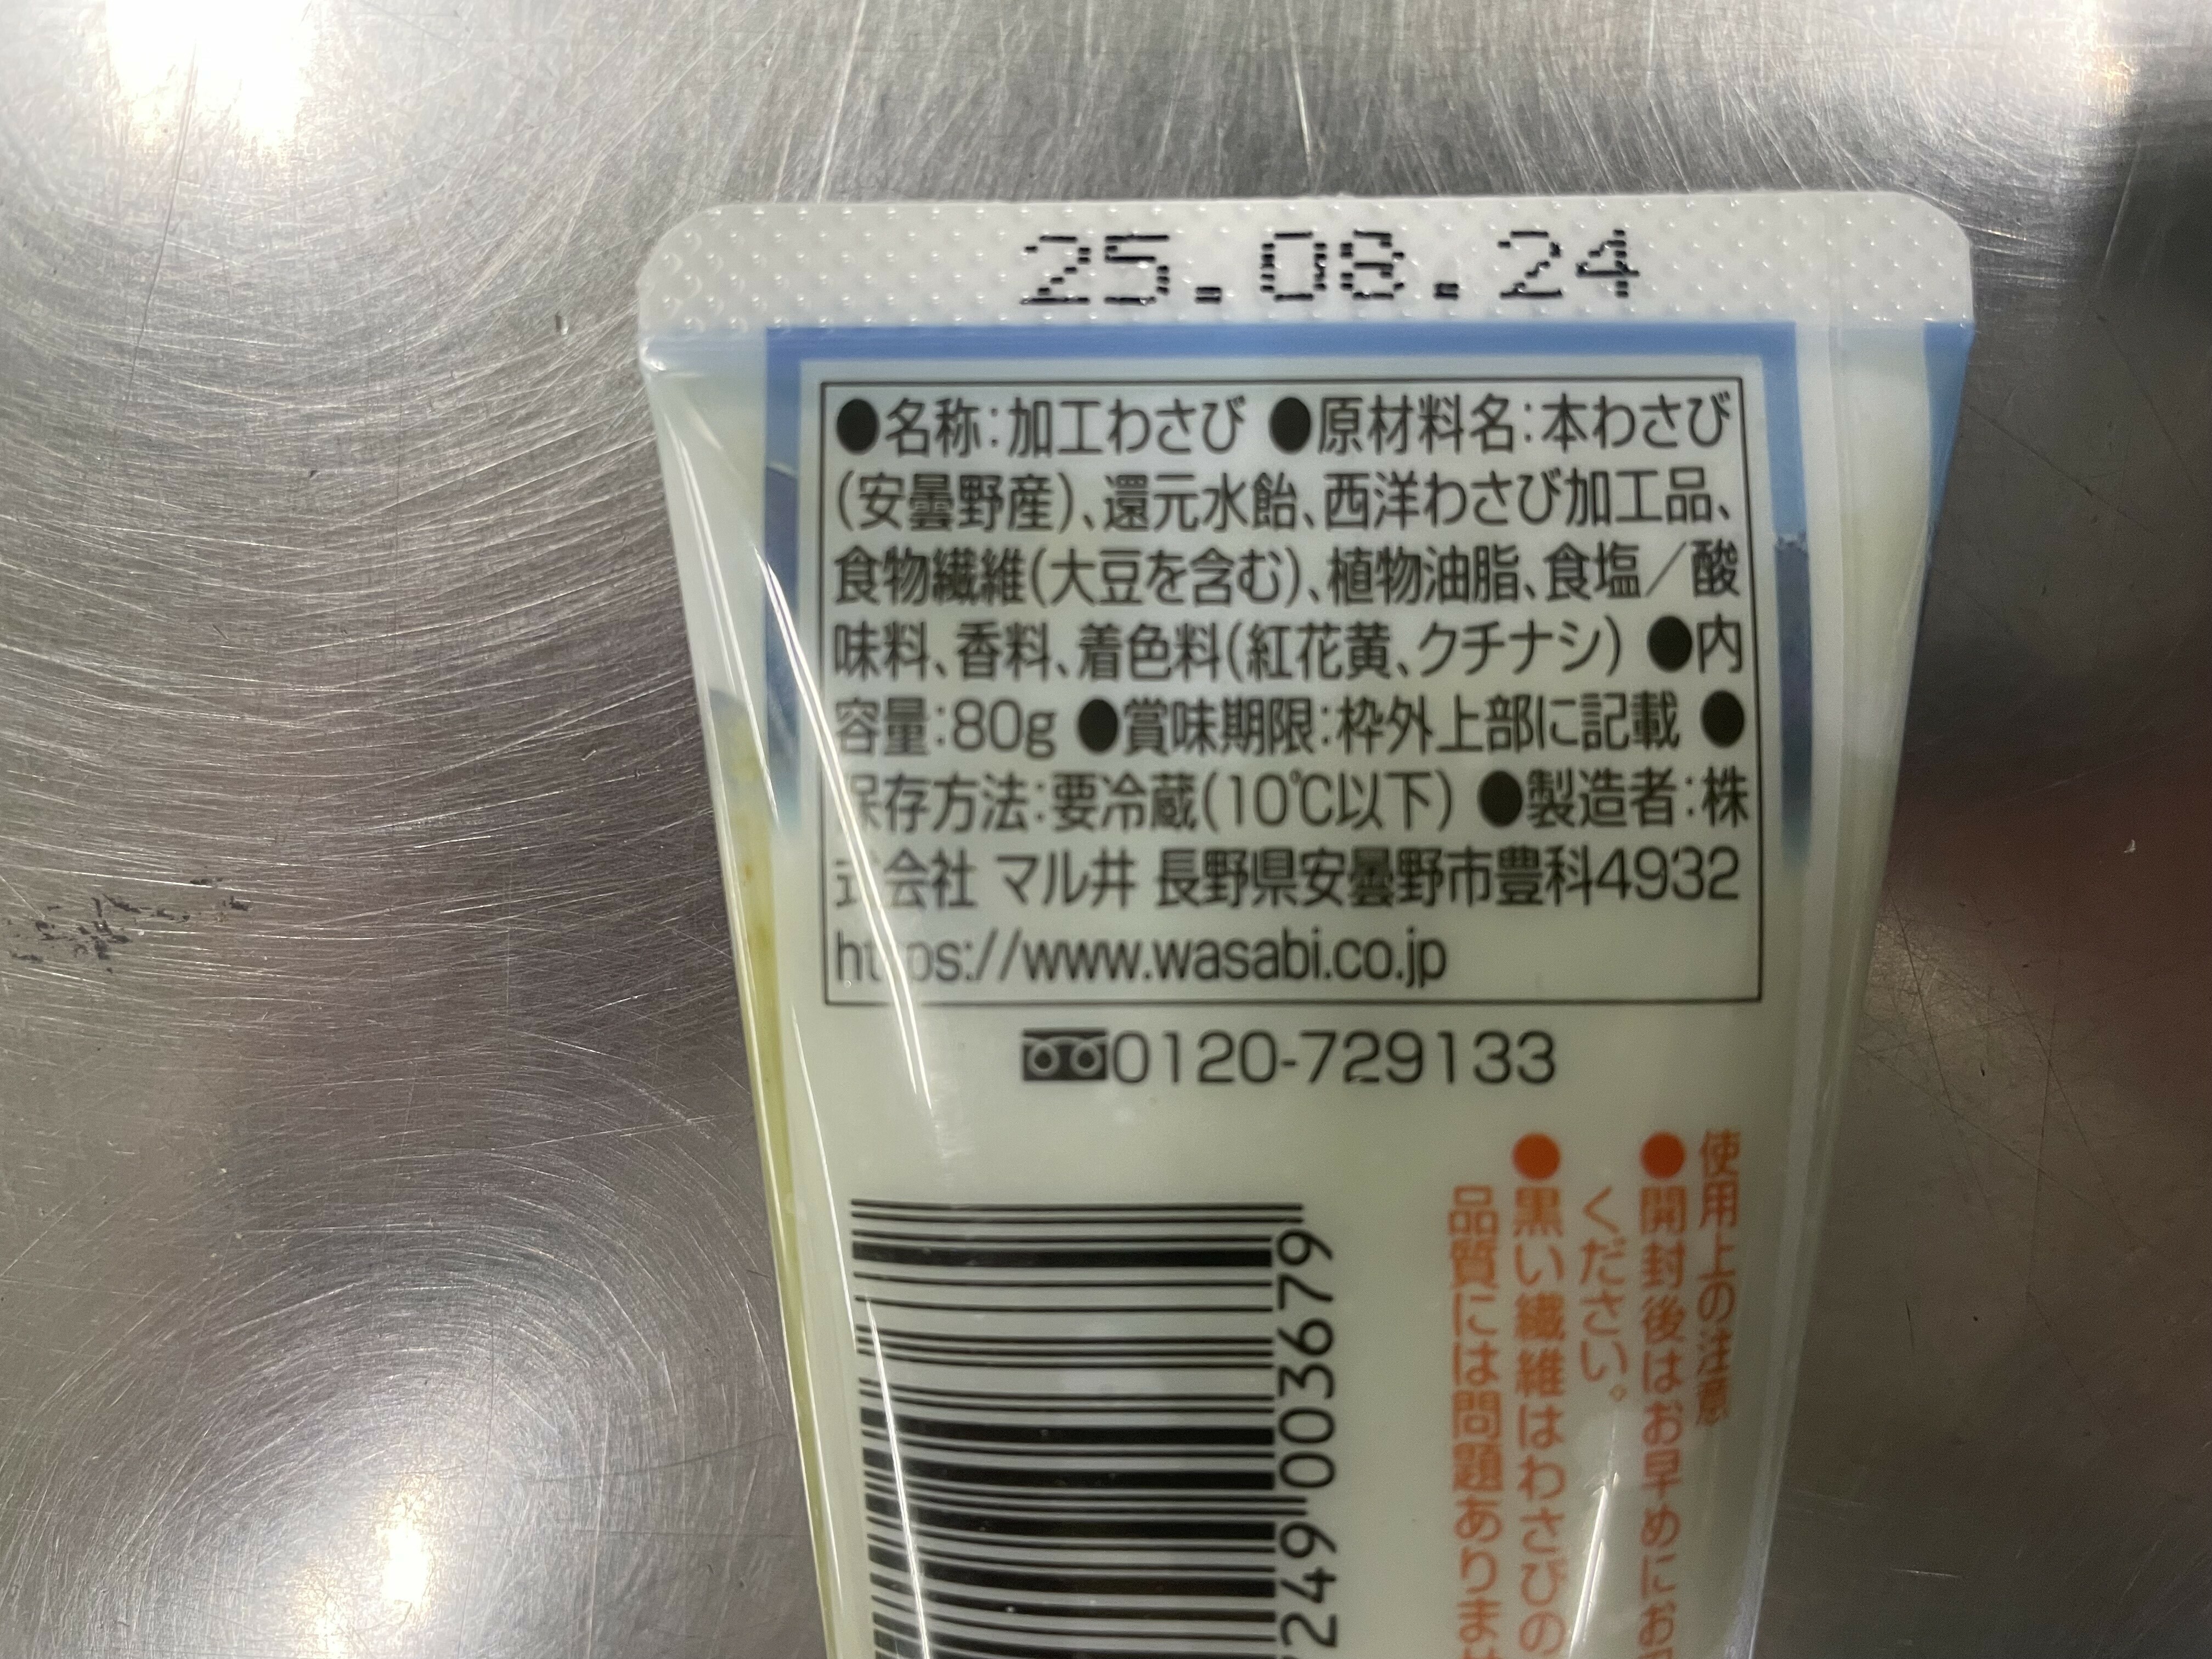 25.08.24
●名称:加工わさび ●原材料名:本わさび
(安曇野産)、還元水飴、西洋わさび加工品、
食物繊維(大豆を含む)、植物油脂、食塩/酸
味料、香料、着色料(紅花黄、クチナシ) ●内
容量:80g ●賞味期限:枠外上部に記載 ●
保存方法:要冷蔵(10℃以下) ●製造者:株
式会社 マル井 長野県安曇野市豊科4932
https://www.wasabi.co.jp
0120-729133
使用上の注意
●開封後はお早めにお
ください。
●黒い繊維はわさびの
品質には問題ありませ
249 003679